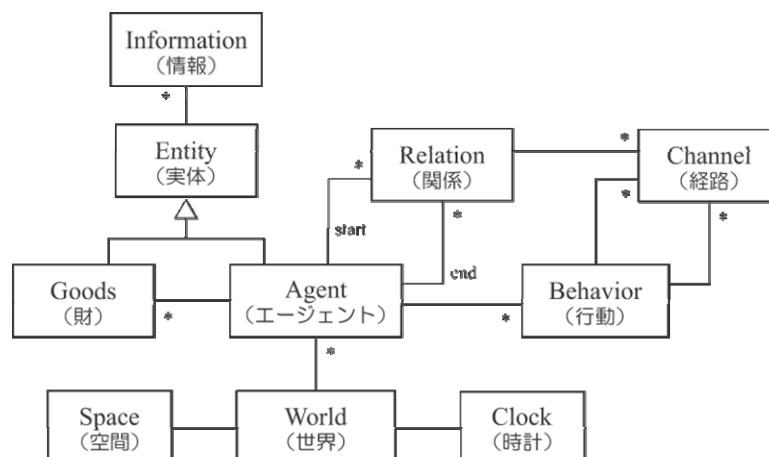 Information
（情報）
*
Entity
（実体）
*
Relation
（関係）
*
Channel
（経路）
*
start
*
*
end
Goods
（財）
*
Agent
（エージェント）
*
Behavior
（行動）
*
Space
（空間）
World
（世界）
Clock
（時計）